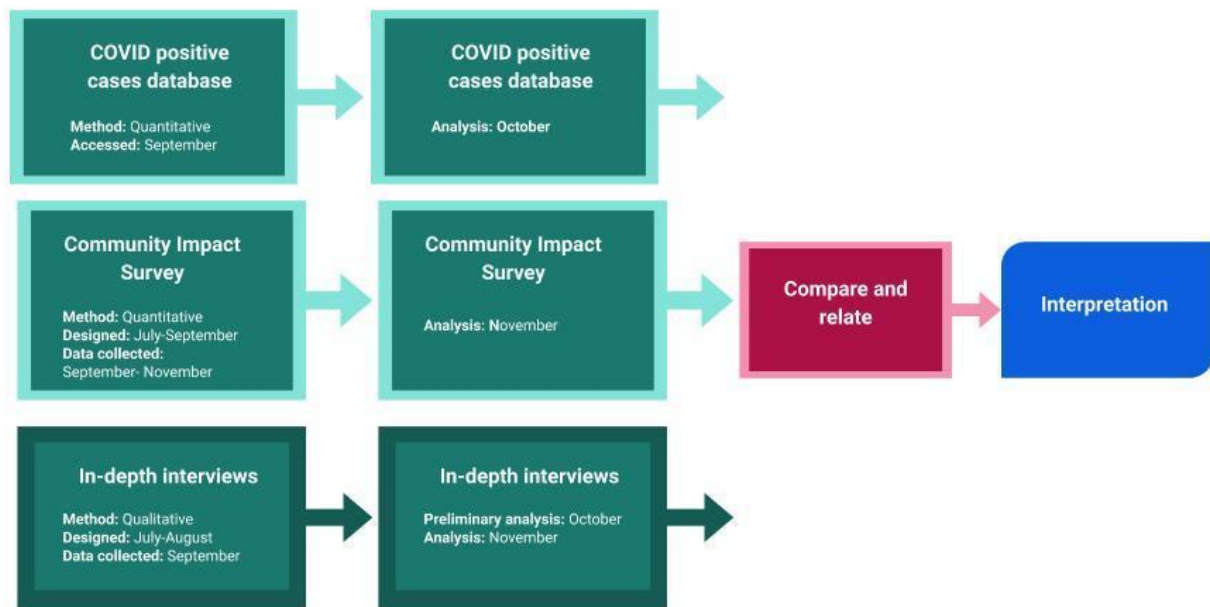 COVID positive
cases database
Method: Quantitative
Accessed: September
COVID positive
cases database
Analysis: October
Community Impact
Survey
Method: Quantitative
Designed: July-September
Data collected:
September- November
Community Impact
Survey
Analysis: November
Compare and
relate
Interpretation
In-depth interviews
Method: Qualitative
Designed: July-August
Data collected: September
In-depth interviews
Preliminary analysis: October
Analysis: November